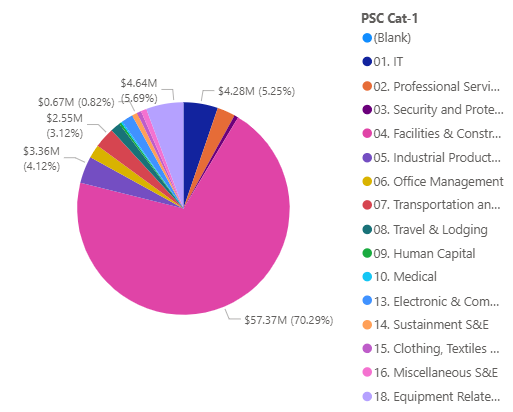 PSC Cat-1
(Blank)
01. IT
02. Professional Servi...
03. Security and Prote...
04. Facilities & Constr...
05. Industrial Product...
06. Office Management
07. Transportation an...
08. Travel & Lodging
09. Human Capital
10. Medical
13. Electronic & Com...
14. Sustainment S&E
15. Clothing, Textiles ...
16. Miscellaneous S&E
18. Equipment Relate...
$4.64M
(5.69%)
$4.28M (5.25%)
$0.67M (0.82%)
$2.55M
(3.12%)
$3.36M
(4.12%)
$57.37M (70.29%)